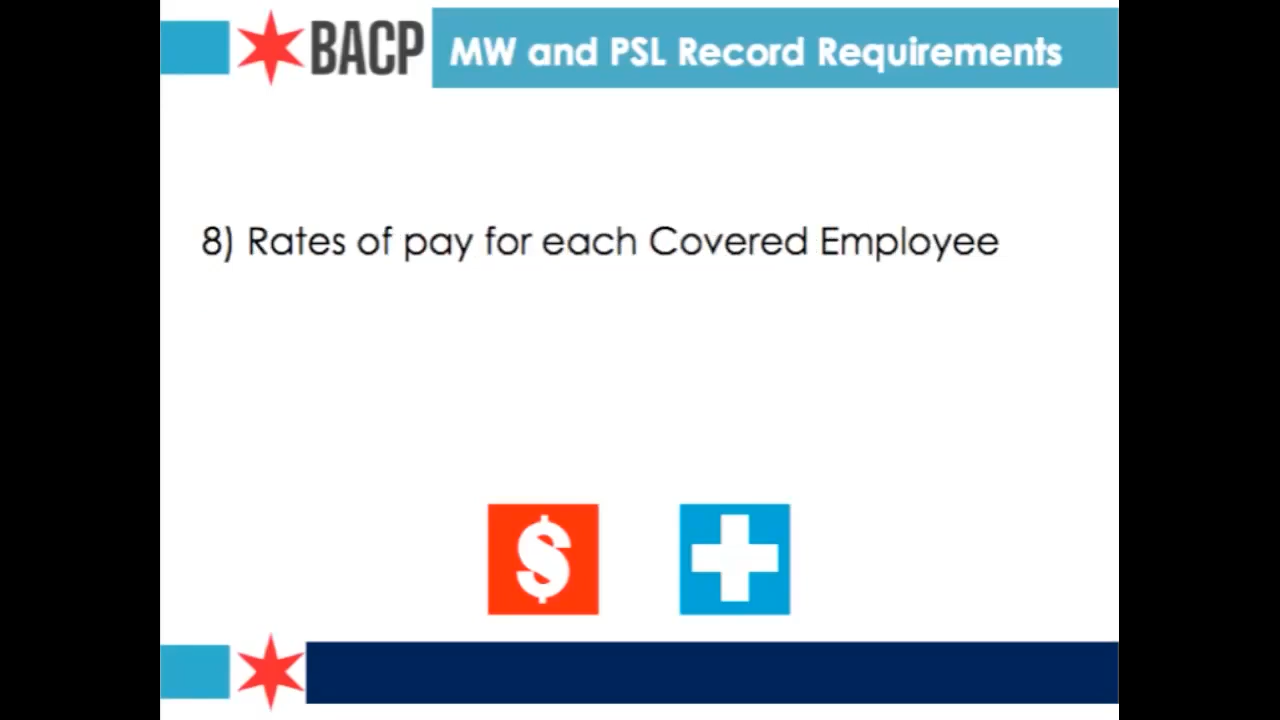 BACP
MW and PSL Record Requirements
8) Rates of pay for each Covered Employee
$